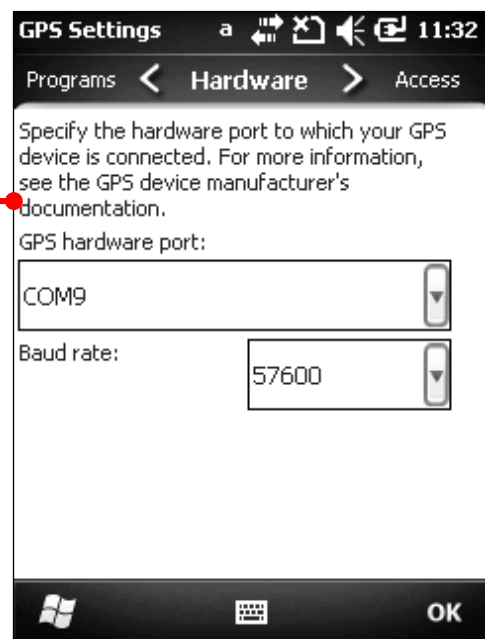 GPS Settings a 11:32
Programs Hardware Access
Specify the hardware port to which your GPS
device is connected. For more information,
see the GPS device manufacturer's
documentation.
GPS hardware port:
COM9
Baud rate:
57600
OK